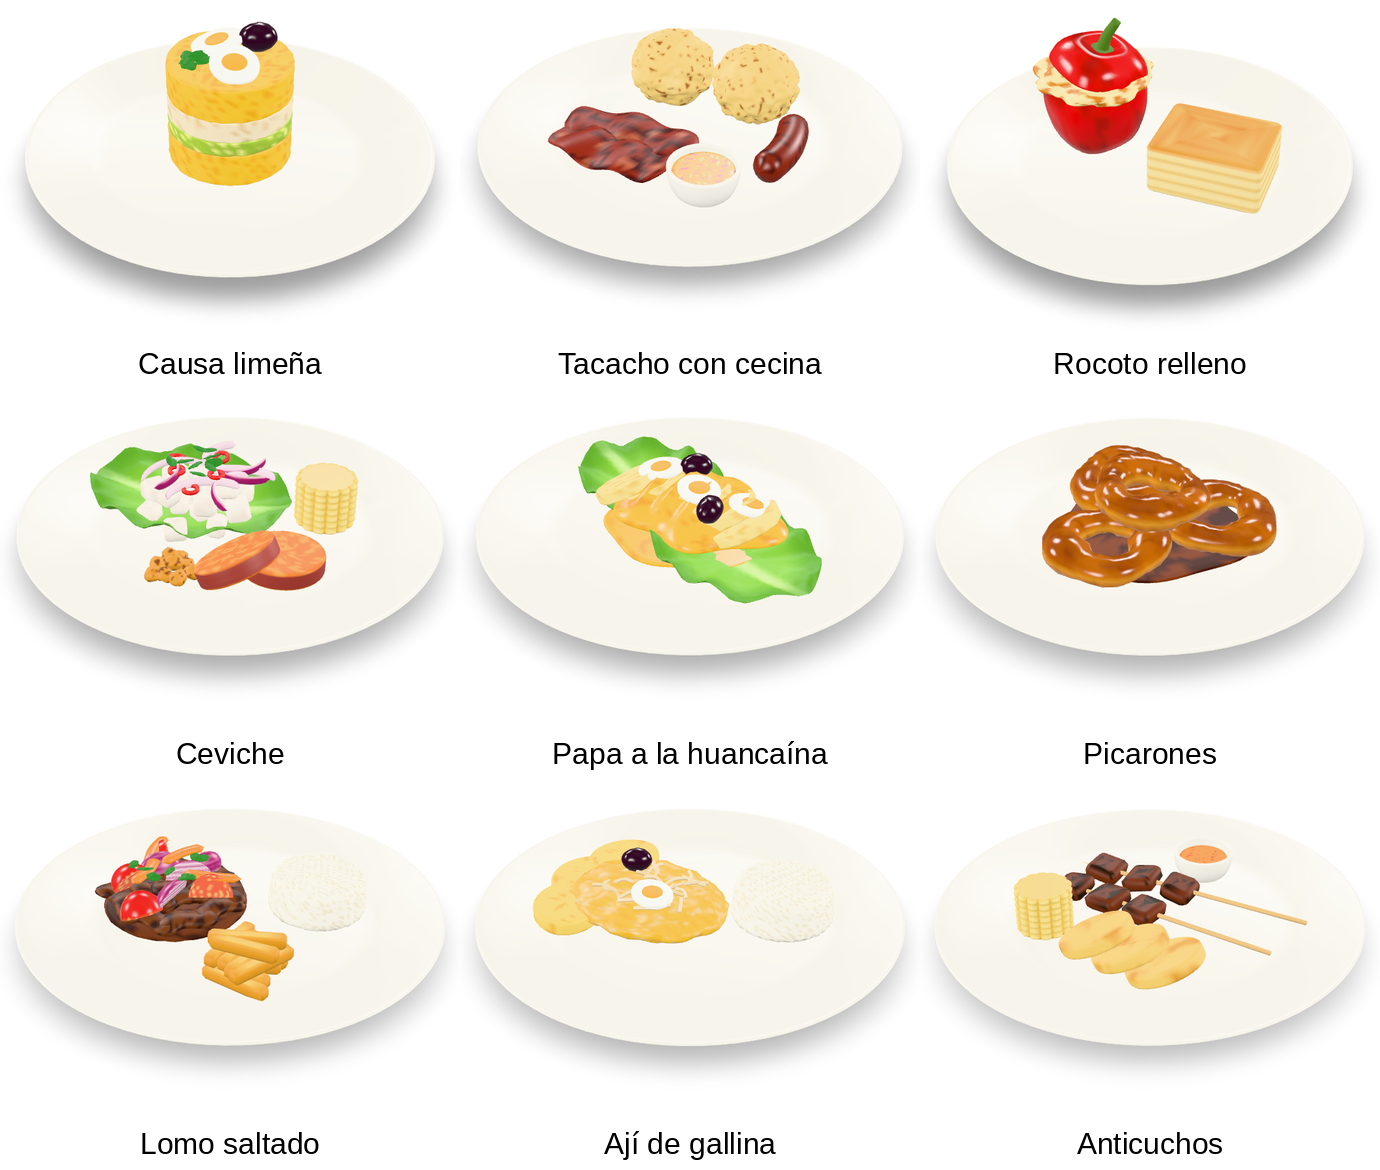 Causa limeña
Tacacho con cecina
Rocoto relleno
Ceviche
Papa a la huancaína
Picarones
Lomo saltado
Ají de gallina
Anticuchos